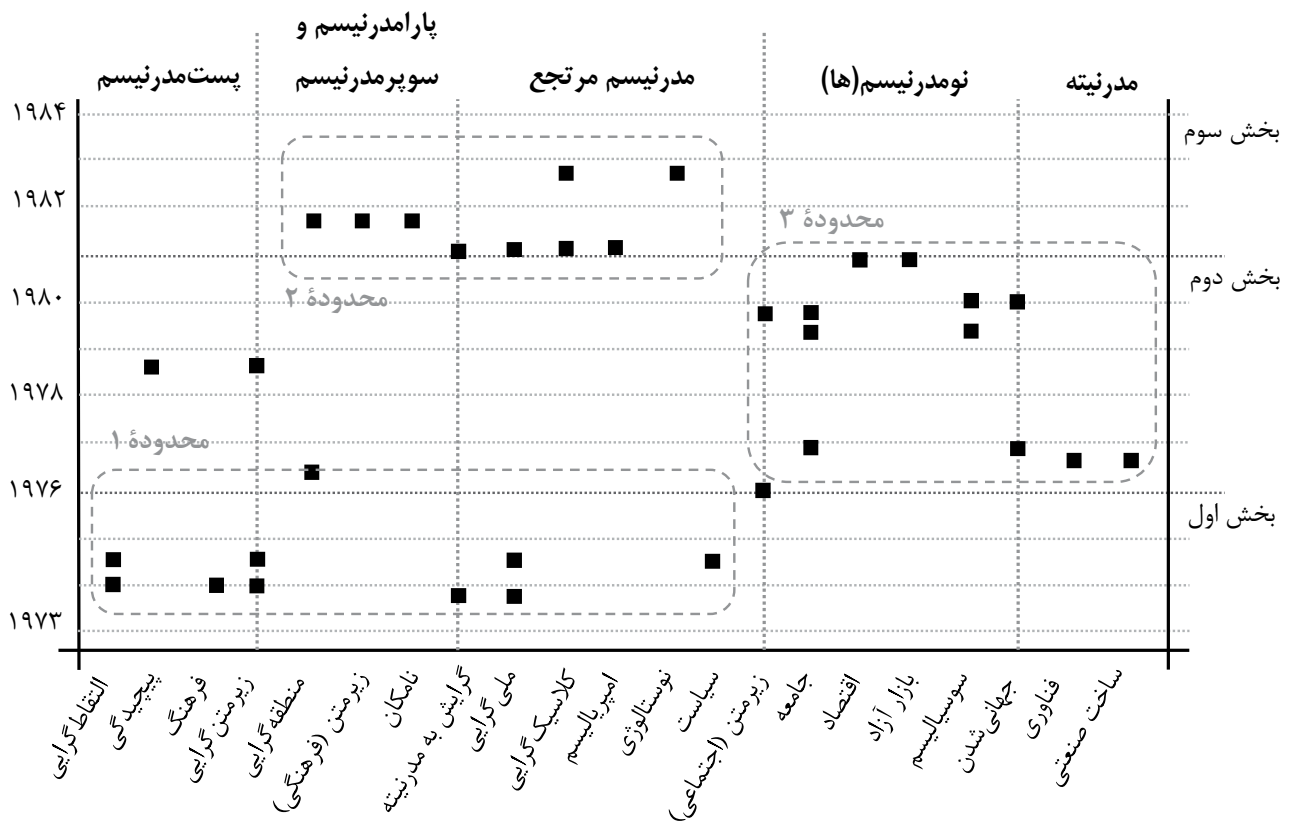 پارامدرنیسم و
سوپرمدرنیسم
پست‌مدرنیسم
مدرنیسم مرتجع
نومدرنیسم(ها)
مدرنیته
۱۹۸۴
۱۹۸۲
۱۹۸۰
۱۹۷۸
۱۹۷۶
۱۹۷۳
بخش سوم
بخش دوم
بخش اول
محدودهٔ ۳
محدودهٔ ۲
محدودهٔ ۱
التقاط‌گرایی
پیچیدگی
فرهنگ
زیرمتن‌گرایی
منطقه‌گرایی
زیرمتن (فرهنگی)
نامکان
گرایش به مدرنیته
ملی‌گرایی
کلاسیک‌گرایی
امپریالیسم
نوستالوژی
سیاست
زیرمتن (اجتماعی)
جامعه
اقتصاد
بازار آزاد
سوسیالیسم
جهانی‌شدن
فناوری
ساخت صنعتی